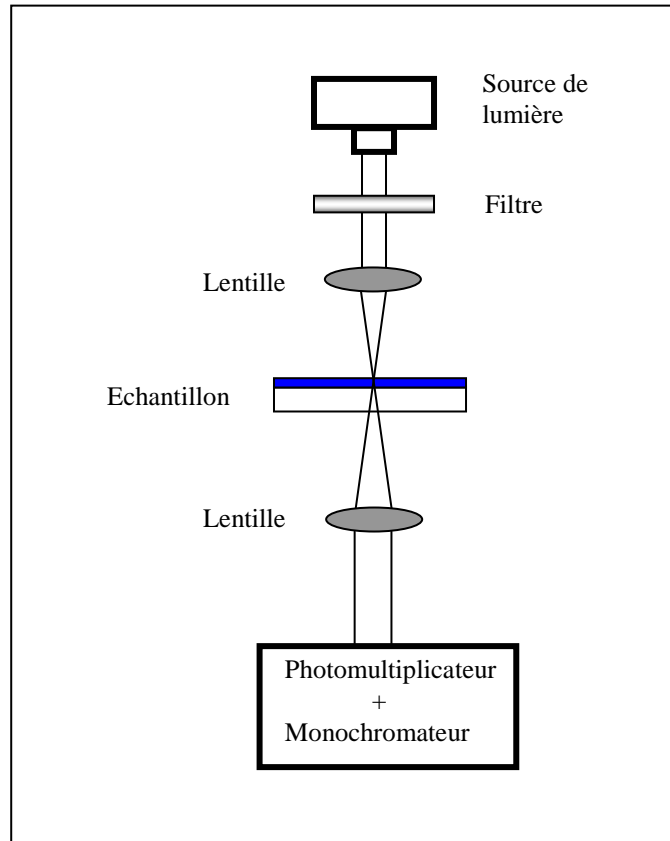 Source de
lumière
Filtre
Lentille
Echantillon
Lentille
Photomultiplicateur
+
Monochromateur